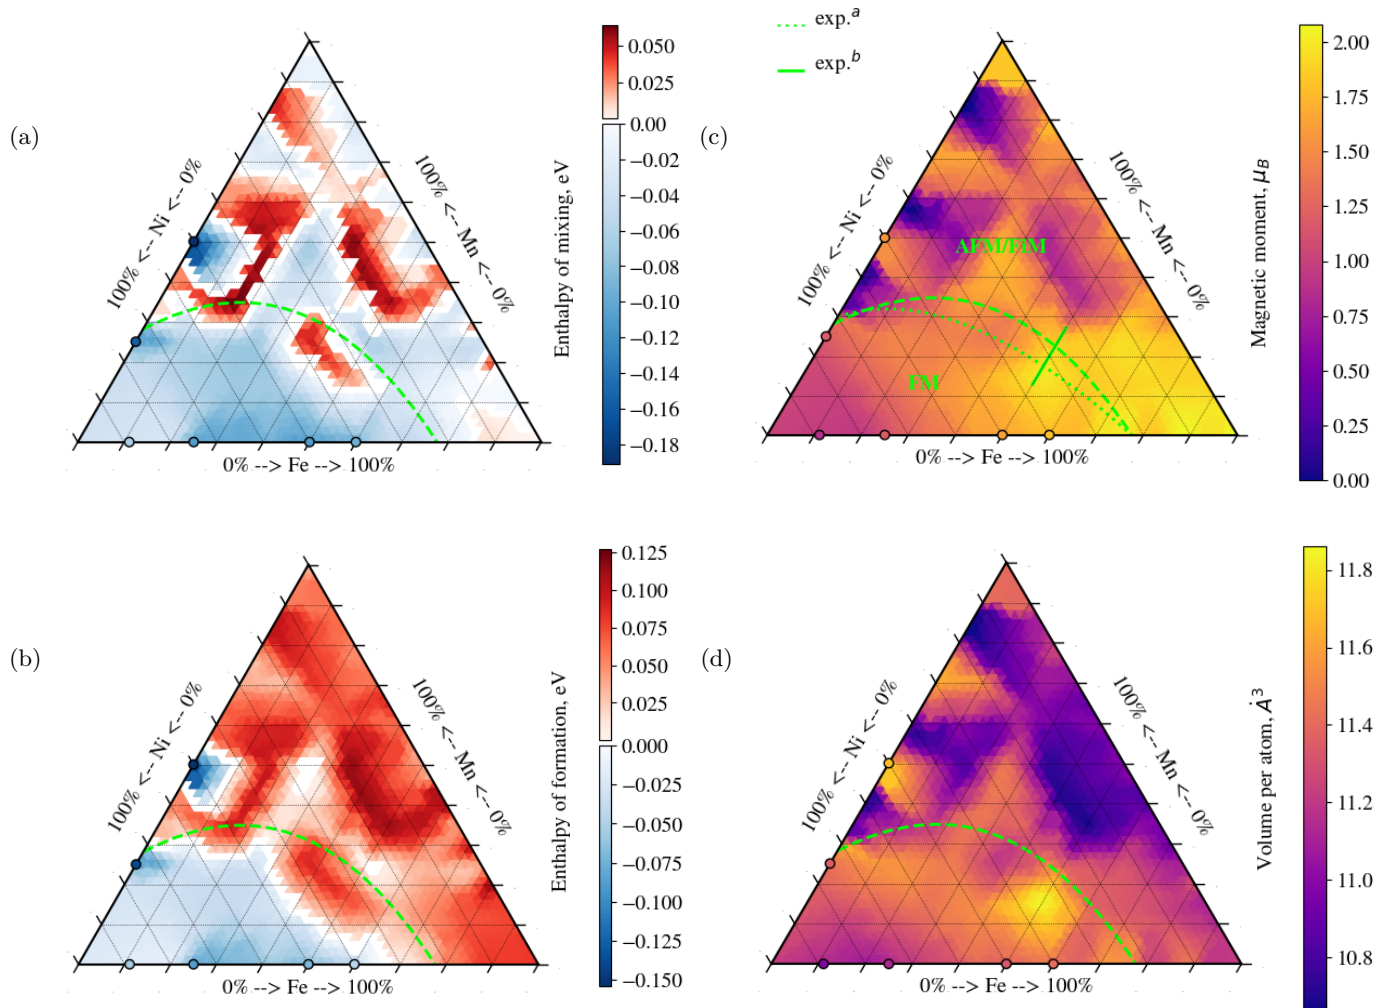 (a)
100% <-- Ni <-- 0%
100% <-- Mn <-- 0%
0% --> Fe --> 100%
0.050
0.025
0.00
−0.02
−0.04
−0.06
−0.08
−0.10
−0.12
−0.14
−0.16
−0.18
Enthalpy of mixing, eV
(c)
exp.a
exp.b
100% <-- Ni <-- 0%
100% <-- Mn <-- 0%
AFM/FiM
FM
0% --> Fe --> 100%
2.00
1.75
1.50
1.25
1.00
0.75
0.50
0.25
0.00
Magnetic moment, μB
(b)
100% <-- Ni <-- 0%
100% <-- Mn <-- 0%
0% --> Fe --> 100%
0.125
0.100
0.075
0.050
0.025
0.000
−0.025
−0.050
−0.075
−0.100
−0.125
−0.150
Enthalpy of formation, eV
(d)
100% <-- Ni <-- 0%
100% <-- Mn <-- 0%
0% --> Fe --> 100%
11.8
11.6
11.4
11.2
11.0
10.8
Volume per atom, Ȧ3